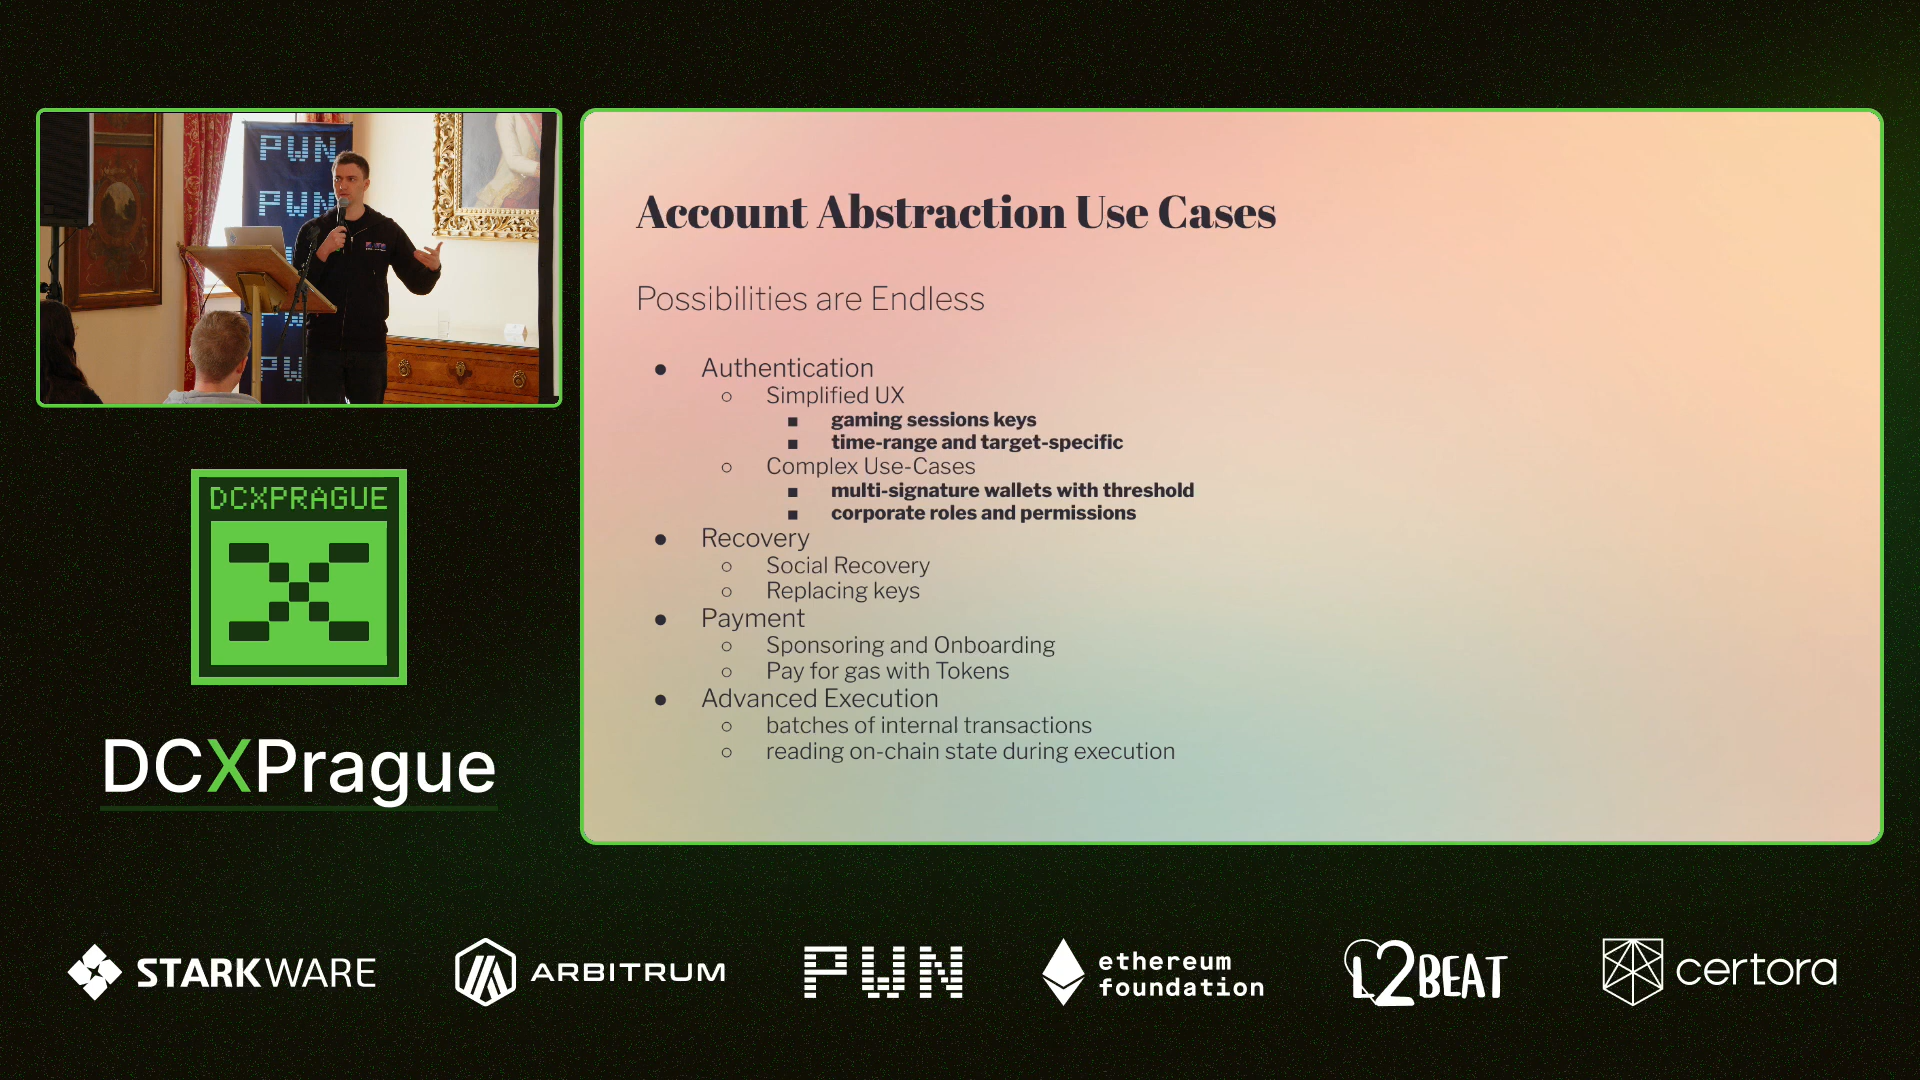 PWN
PWN
PW
DCXPRAGUE
DCXPrague
Account Abstraction Use Cases
Possibilities are Endless
● Authentication
○ Simplified UX
■ gaming sessions keys
■ time-range and target-specific
○ Complex Use-Cases
■ multi-signature wallets with threshold
■ corporate roles and permissions
● Recovery
○ Social Recovery
○ Replacing keys
● Payment
○ Sponsoring and Onboarding
○ Pay for gas with Tokens
● Advanced Execution
○ batches of internal transactions
○ reading on-chain state during execution
STARKWARE
ARBITRUM
PWN
ethereum
foundation
L2BEAT
certora